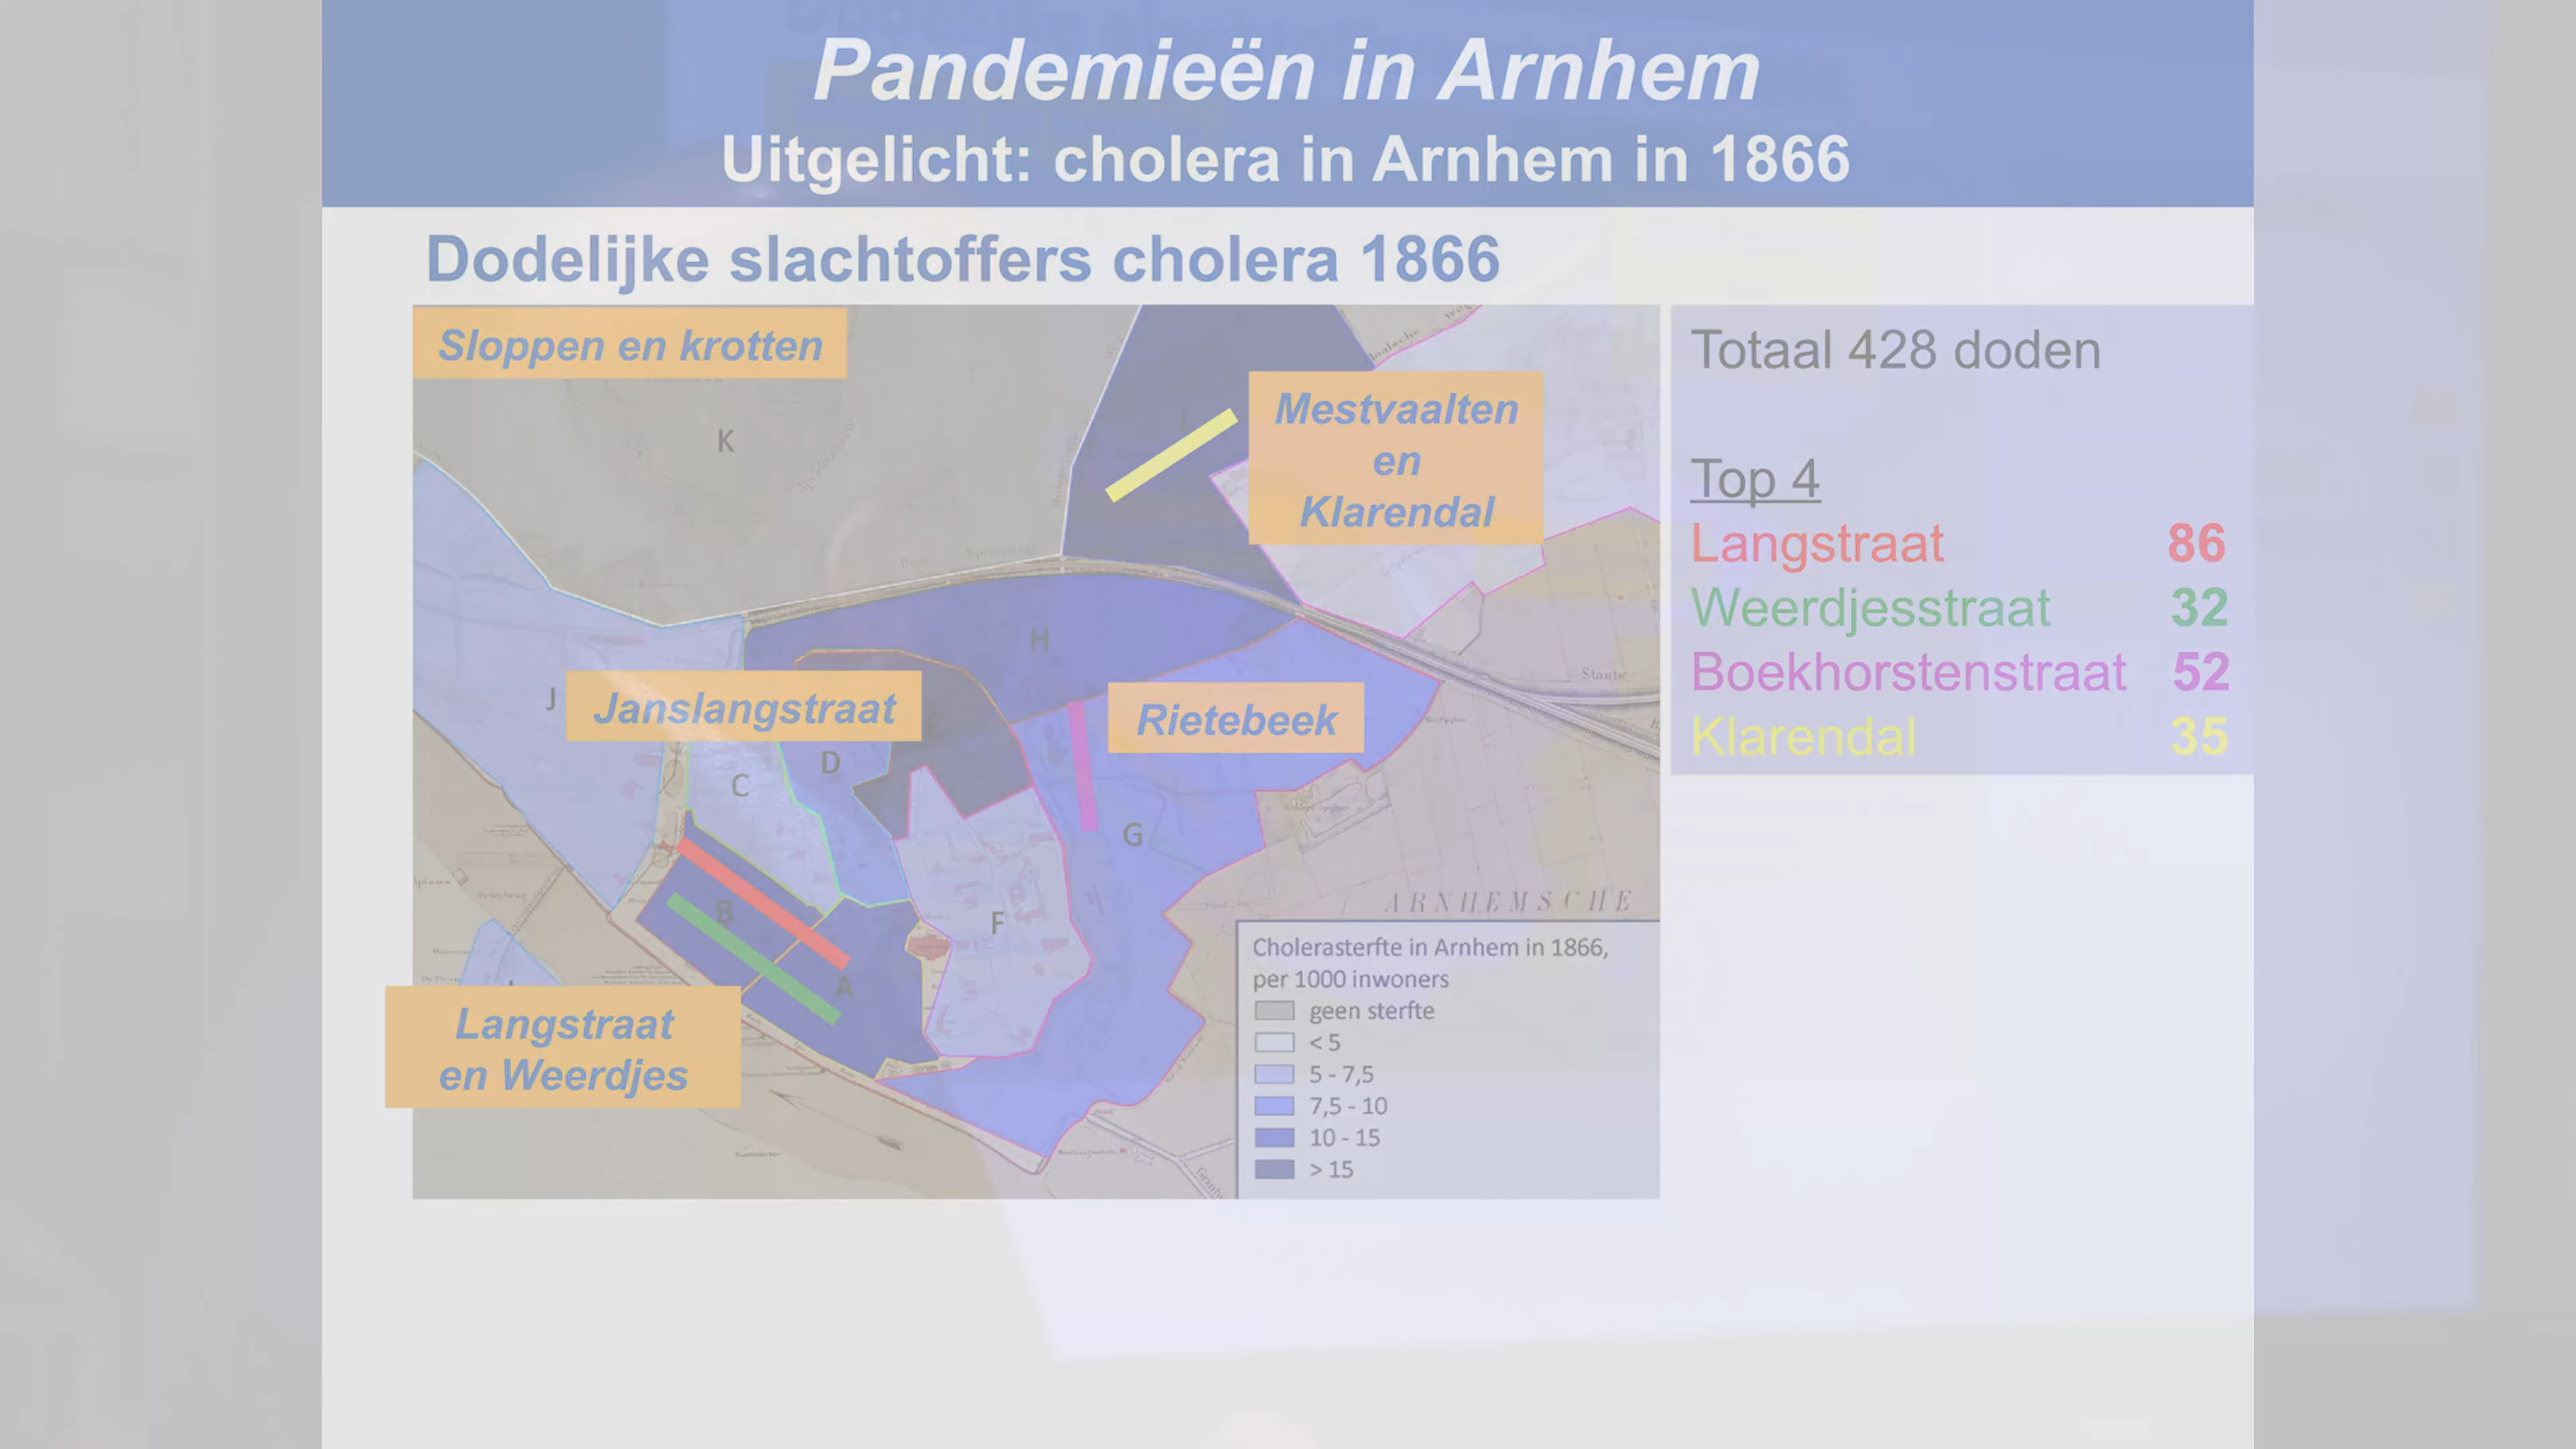 Pandemieën in Arnhem
Uitgelicht: cholera in Arnhem in 1866
Dodelijke slachtoffers cholera 1866
Sloppen en krotten
Mestvaalten
en
Klarendal
Janslangstraat
Rietebeek
Langstraat
en Weerdjes
K
H
J
D
C
G
B
F
A
ARNHEMSCHE
Cholerasterfte in Arnhem in 1866,
per 1000 inwoners
geen sterfte
< 5
5 - 7,5
7,5 - 10
10 - 15
> 15
Totaal 428 doden
Top 4
Langstraat 86
Weerdjesstraat 32
Boekhorstenstraat 52
Klarendal 35